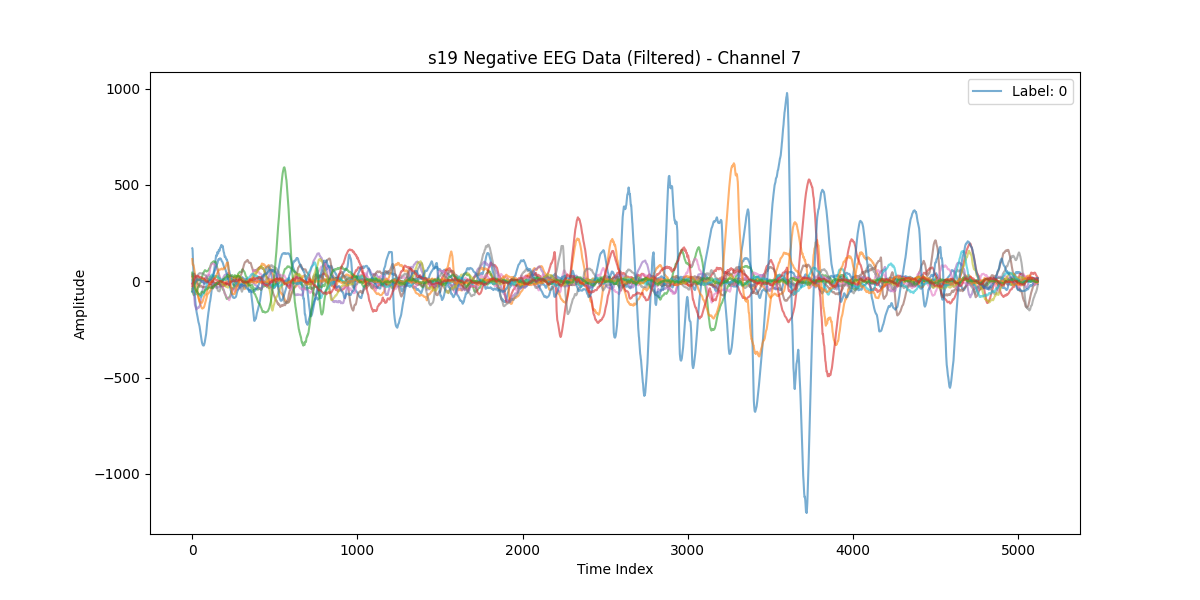 s19 Negative EEG Data (Filtered) - Channel 7
Label: 0
1000
500
0
−500
−1000
Amplitude
0
1000
2000
3000
4000
5000
Time Index